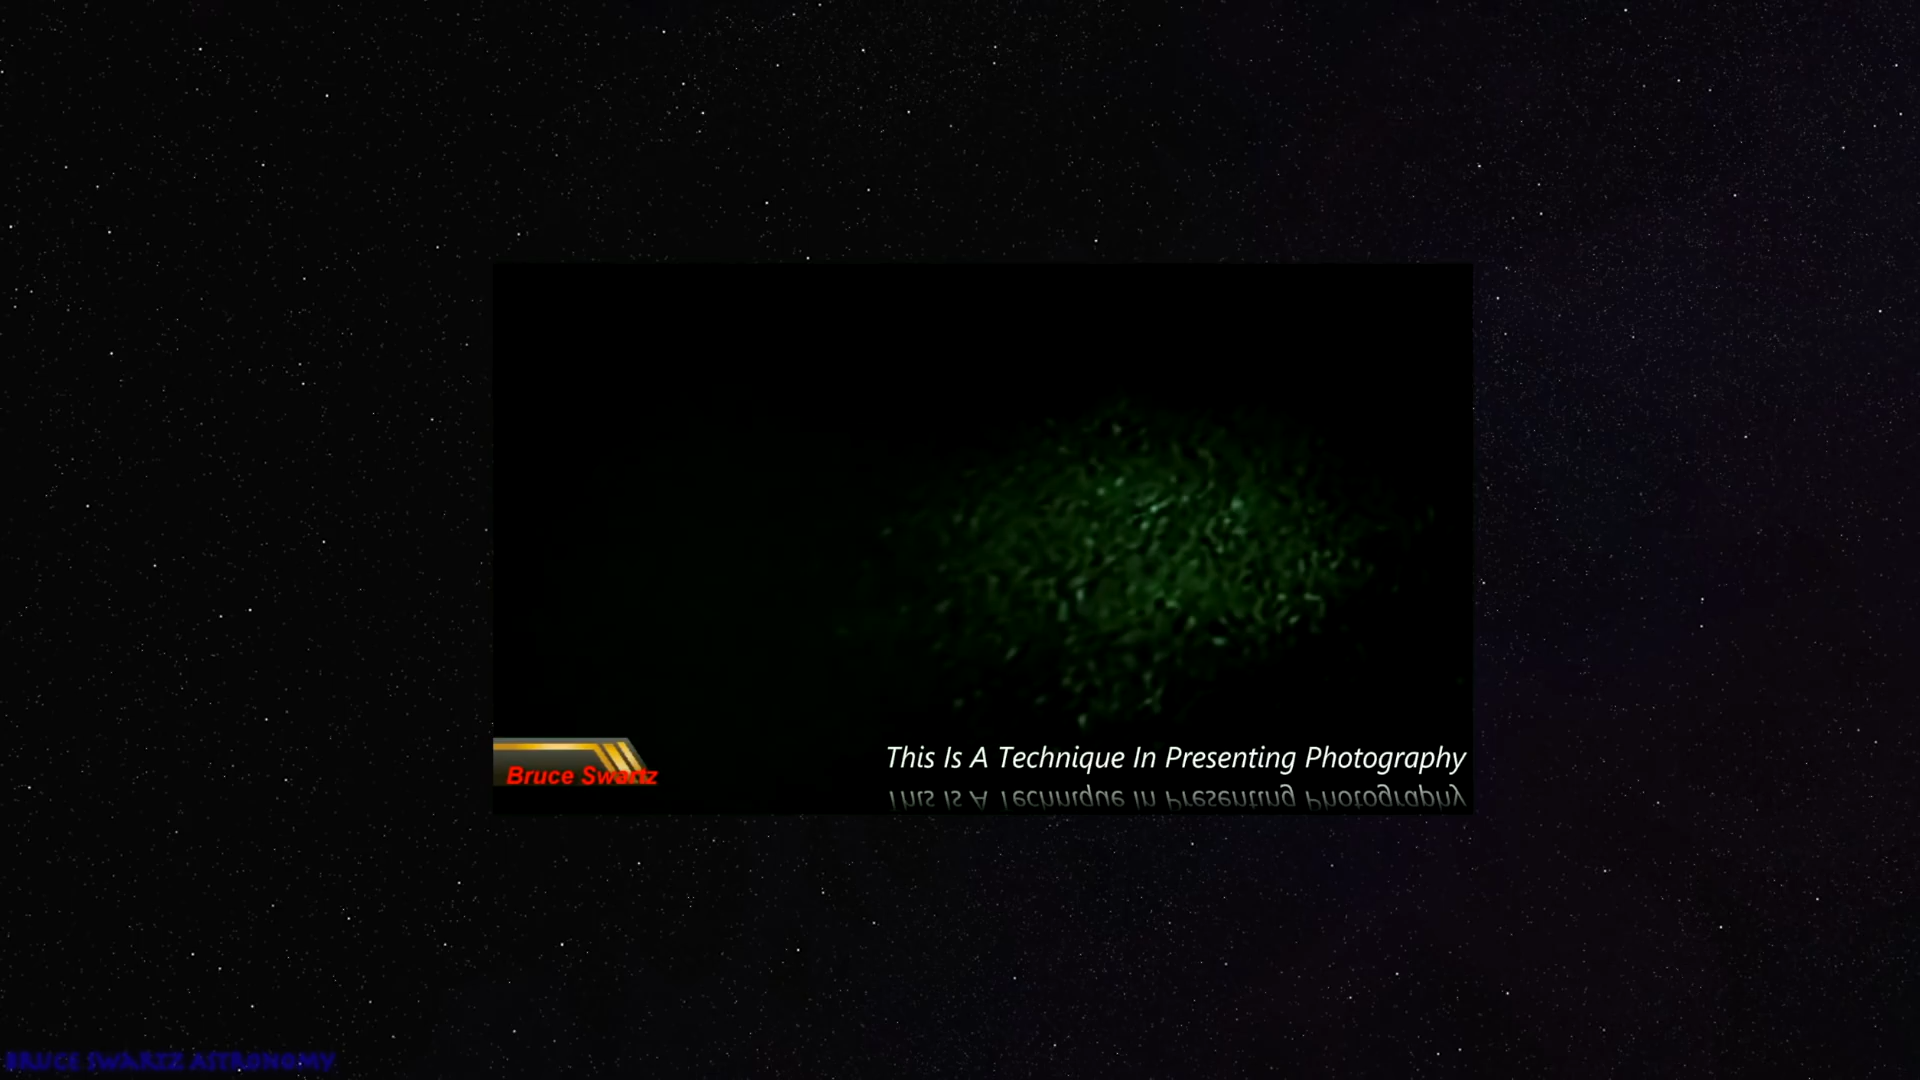 This Is A Technique In Presenting Photography
This Is A Technique In Presenting Photography
Bruce Swartz
BRUCE SWARTZ ASTRONOMY